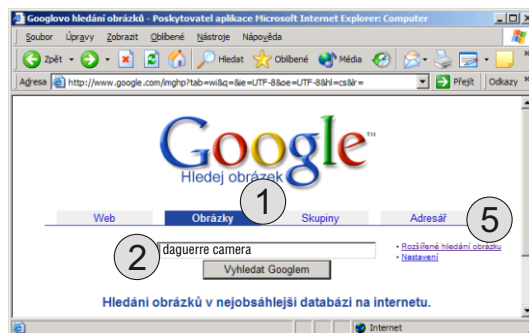 Googlovo hledání obrázků - Poskytovatel aplikace Microsoft Internet Explorer: Computer
Soubor Úpravy Zobrazit Oblíbené Nástroje Nápověda
Zpět Hledat Oblíbené Média »
Adresa http://www.google.com/imghp?tab=wi&q=&ie=UTF-8&oe=UTF-8&hl=cs&lr= Přejít Odkazy »
Google™
Hledej obrázek
1
Web Obrázky Skupiny Adresář
5
2
daguerre camera
• Rozšířené hledání obrázku
• Nastavení
Vyhledat Googlem
Hledání obrázků v nejobsáhlejši databázi na internetu.
Internet